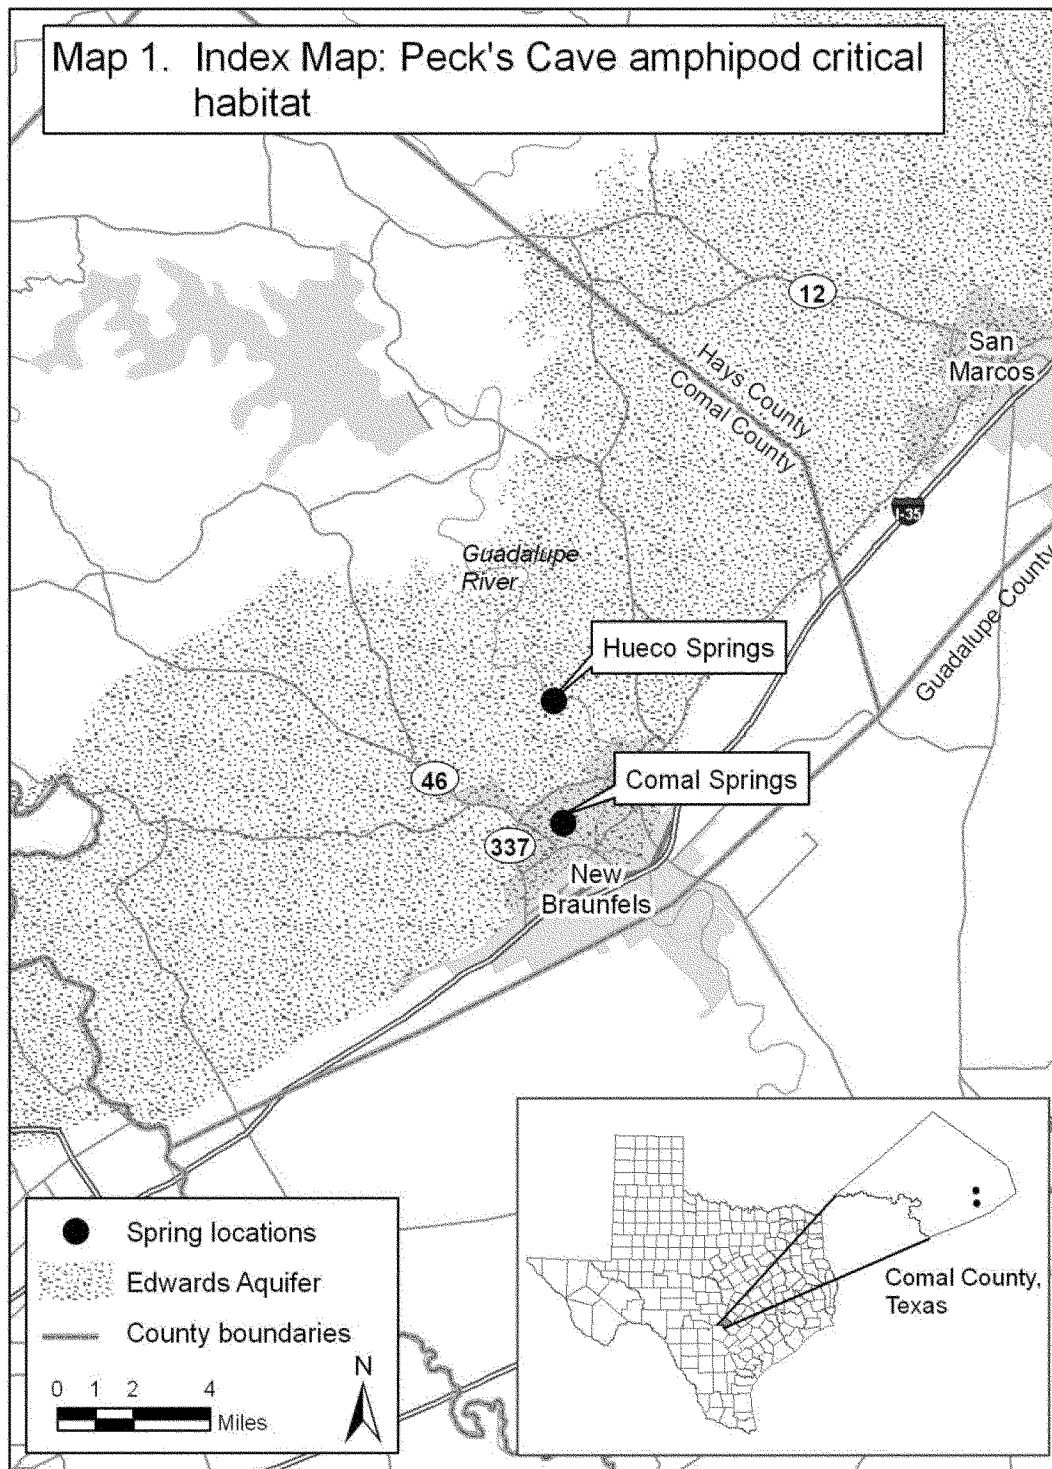 Map 1. Index Map: Peck's Cave amphipod critical
habitat
12
San
Marcos
Hays County
Comal County
I-35
Guadalupe
River
Guadalupe County
Hueco Springs
46
Comal Springs
337
New
Braunfels
Spring locations
Edwards Aquifer
County boundaries
N
0 1 2 4
Miles
Comal County,
Texas